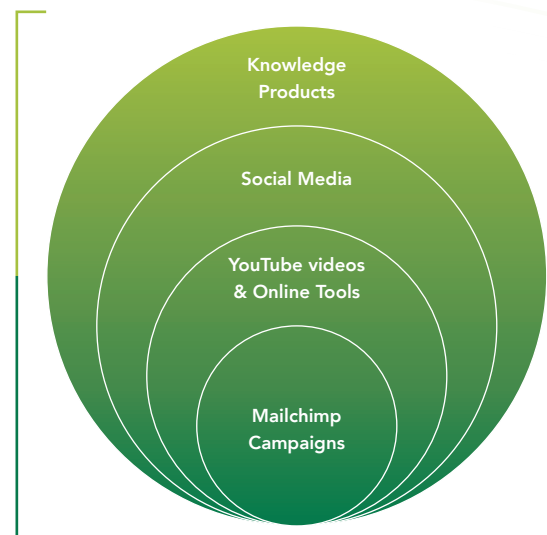 Knowledge
Products
Social Media
YouTube videos
& Online Tools
Mailchimp
Campaigns